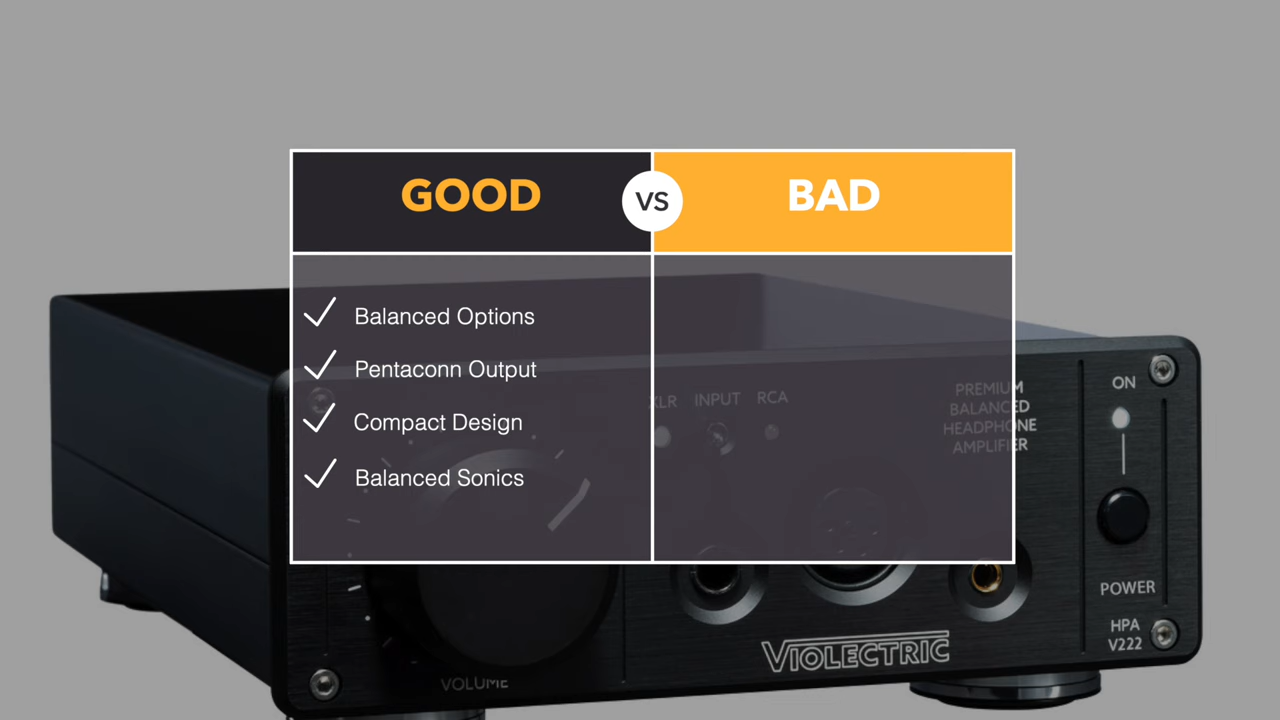 GOOD
VS
BAD
Balanced Options
Pentaconn Output
Compact Design
Balanced Sonics
XLR INPUT RCA
PREMIUM
BALANCED
HEADPHONE
AMPLIFIER
ON
POWER
HPA
V222
VIOLECTRIC
VOLUME